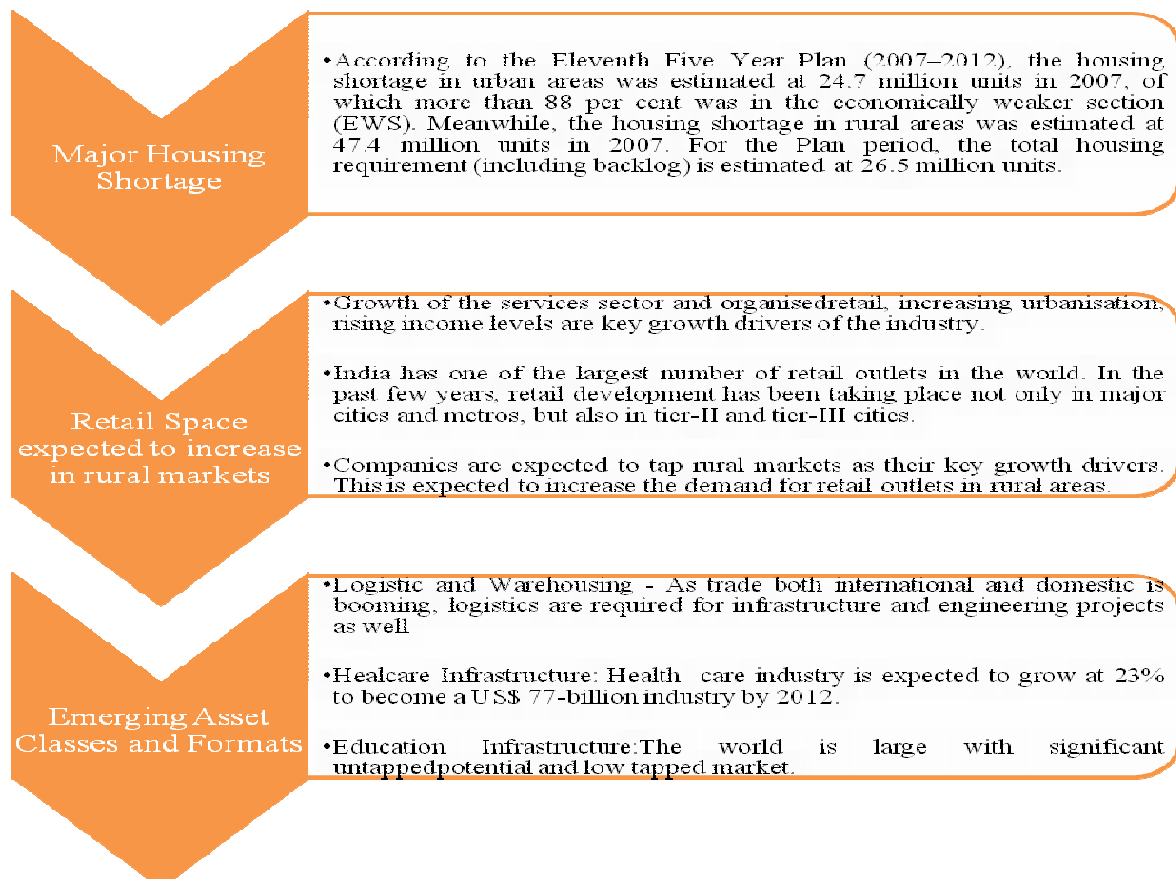 Major Housing
Shortage
•According to the Eleventh Five Year Plan (2007–2012), the housing
shortage in urban areas was estimated at 24.7 million units in 2007, of
which more than 88 per cent was in the economically weaker section
(EWS). Meanwhile, the housing shortage in rural areas was estimated at
47.4 million units in 2007. For the Plan period, the total housing
requirement (including backlog) is estimated at 26.5 million units.
Retail Space
expected to increase
in rural markets
•Growth of the services sector and organisedretail, increasing urbanisation,
rising income levels are key growth drivers of the industry.
•India has one of the largest number of retail outlets in the world. In the
past few years, retail development has been taking place not only in major
cities and metros, but also in tier-II and tier-III cities.
•Companies are expected to tap rural markets as their key growth drivers.
This is expected to increase the demand for retail outlets in rural areas.
Emerging Asset
Classes and Formats
•Logistic and Warehousing - As trade both international and domestic is
booming, logistics are required for infrastructure and engineering projects
as well
•Healcare Infrastructure: Health care industry is expected to grow at 23%
to become a US$ 77-billion industry by 2012.
•Education Infrastructure:The world is large with significant
untappedpotential and low tapped market.